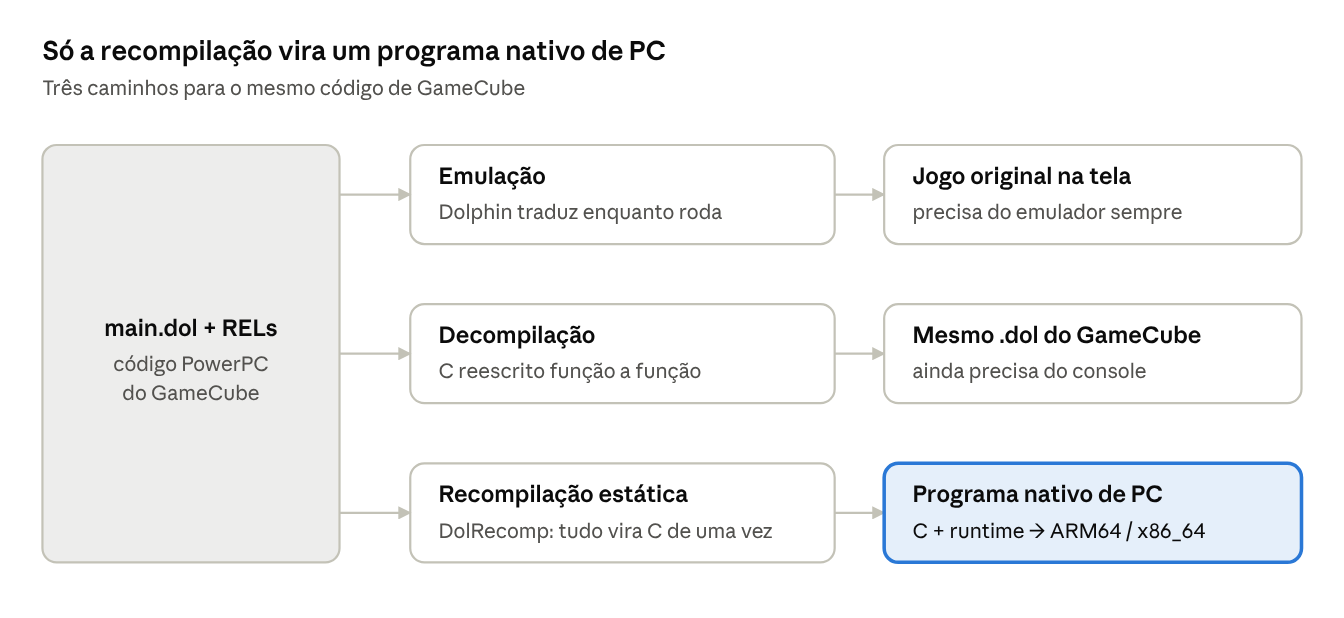 Só a recompilação vira um programa nativo de PC
Três caminhos para o mesmo código de GameCube
main.dol + RELs
código PowerPC
do GameCube
Emulação
Dolphin traduz enquanto roda
Jogo original na tela
precisa do emulador sempre
Decompilação
C reescrito função a função
Mesmo .dol do GameCube
ainda precisa do console
Recompilação estática
DolRecomp: tudo vira C de uma vez
Programa nativo de PC
C + runtime → ARM64 / x86_64